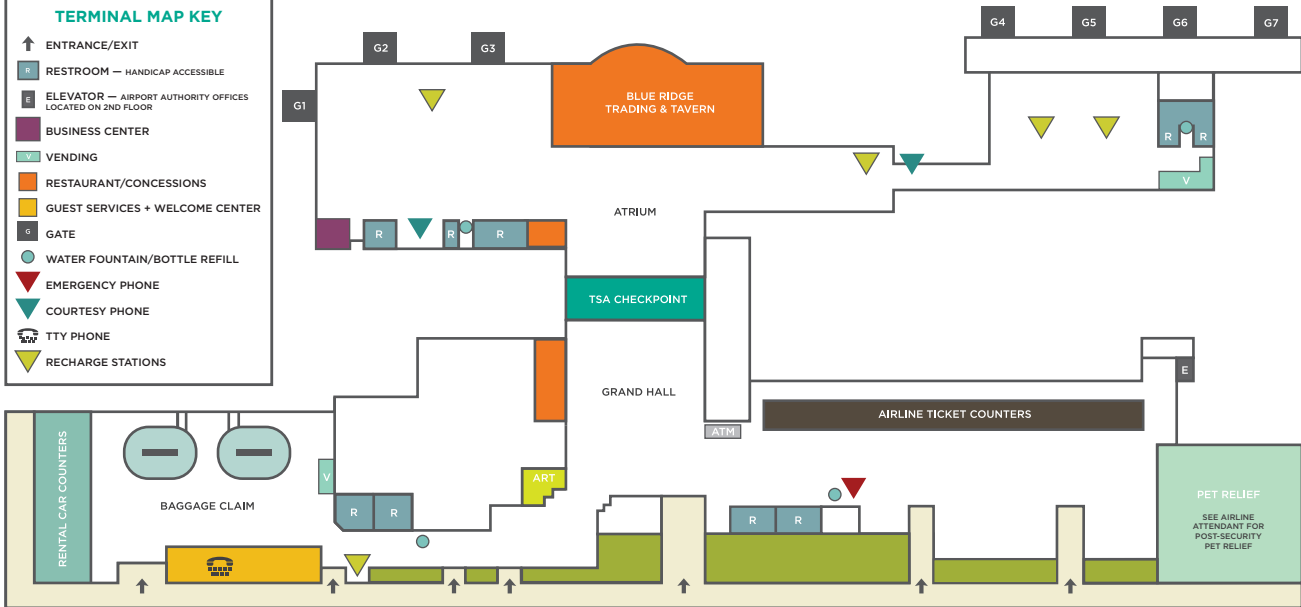 TERMINAL MAP KEY
ENTRANCE/EXIT
R RESTROOM — HANDICAP ACCESSIBLE
E ELEVATOR — AIRPORT AUTHORITY OFFICES
LOCATED ON 2ND FLOOR
BUSINESS CENTER
V VENDING
RESTAURANT/CONCESSIONS
GUEST SERVICES + WELCOME CENTER
G GATE
WATER FOUNTAIN/BOTTLE REFILL
EMERGENCY PHONE
COURTESY PHONE
TTY PHONE
RECHARGE STATIONS
G1
G2
G3
G4
G5
G6
G7
BLUE RIDGE
TRADING & TAVERN
R
R
V
ATRIUM
R
R
R
TSA CHECKPOINT
GRAND HALL
E
AIRLINE TICKET COUNTERS
ATM
RENTAL CAR COUNTERS
BAGGAGE CLAIM
V
R
R
ART
R
R
PET RELIEF
SEE AIRLINE
ATTENDANT FOR
POST-SECURITY
PET RELIEF